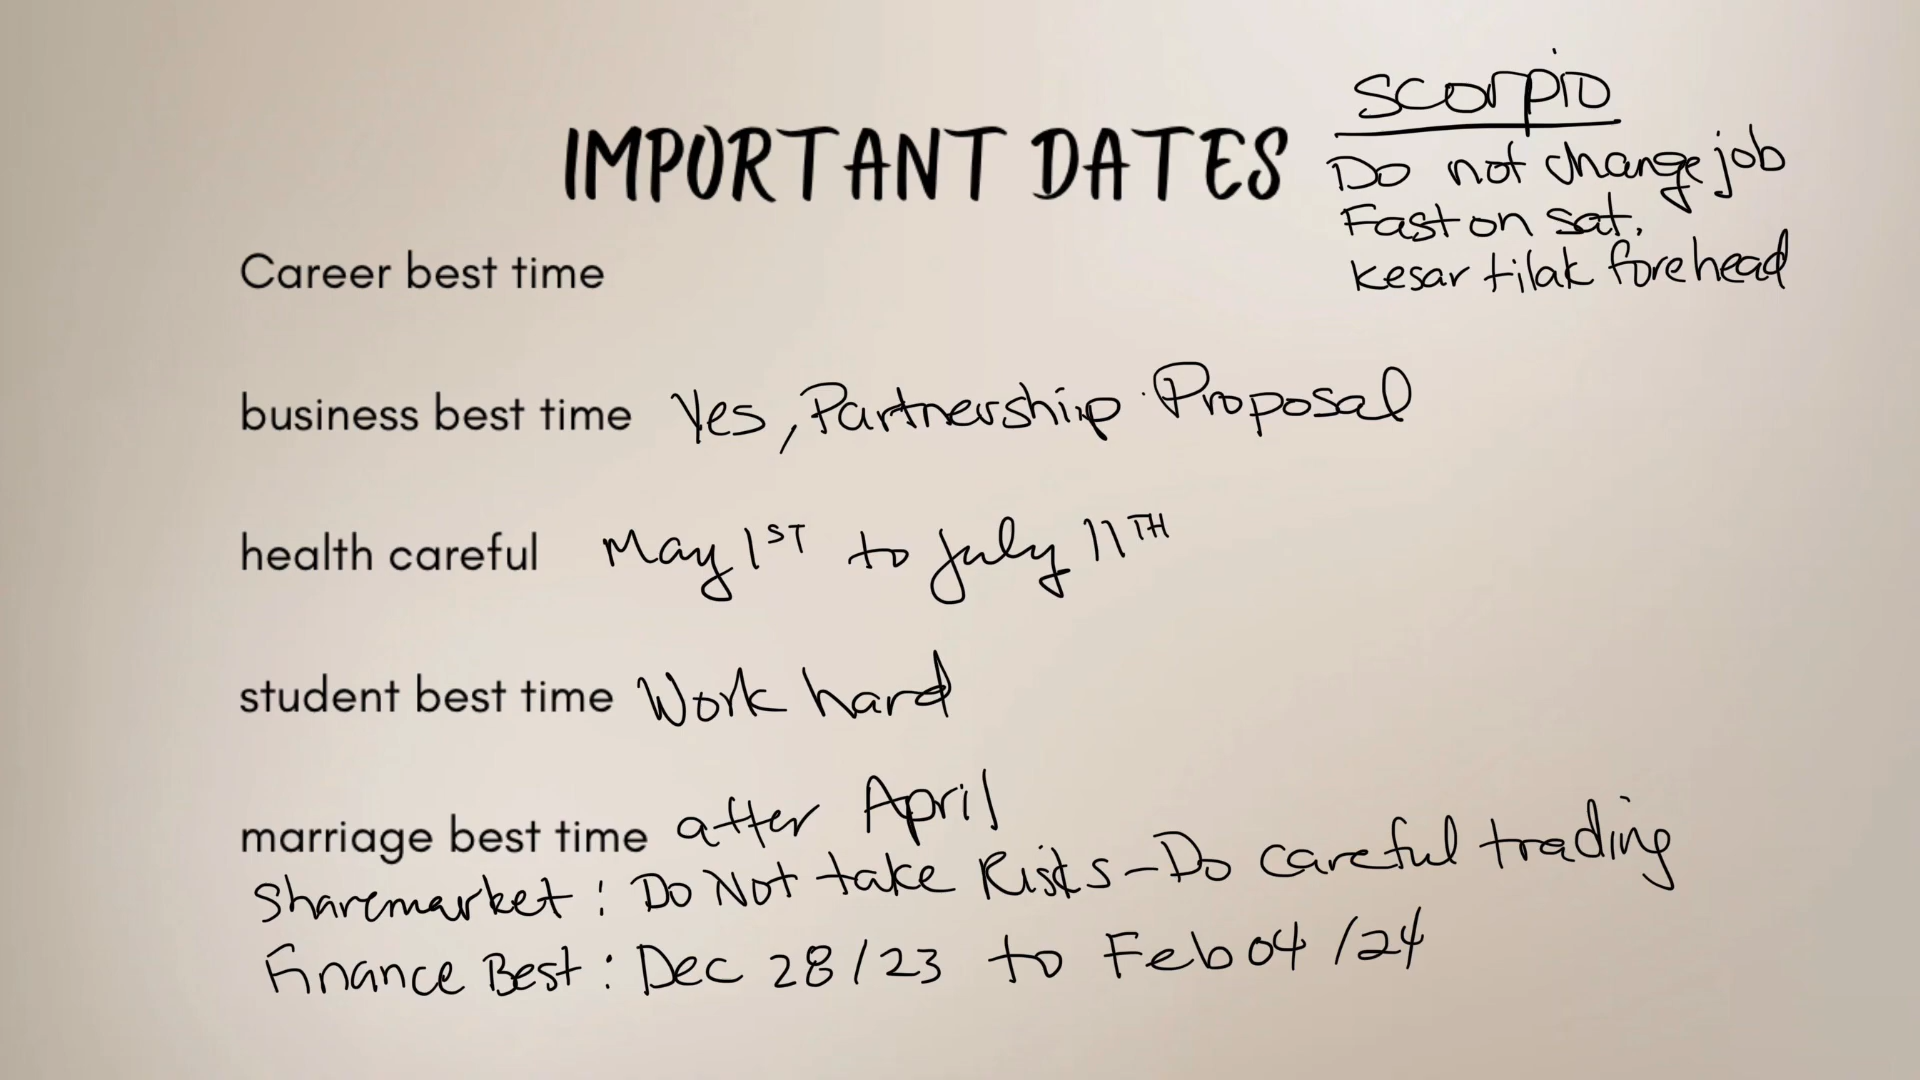 scorpio
IMPORTANT DATES
Do not change job
Fast on sat.
kesar tilak forehead
Career best time
business best time Yes, Partnership Proposal
health careful May 1ST to July 11TH
student best time Work hard
marriage best time after April
Sharemarket : Do Not take Risks - Do careful trading
Finance Best : Dec 28/23 to Feb 04/24